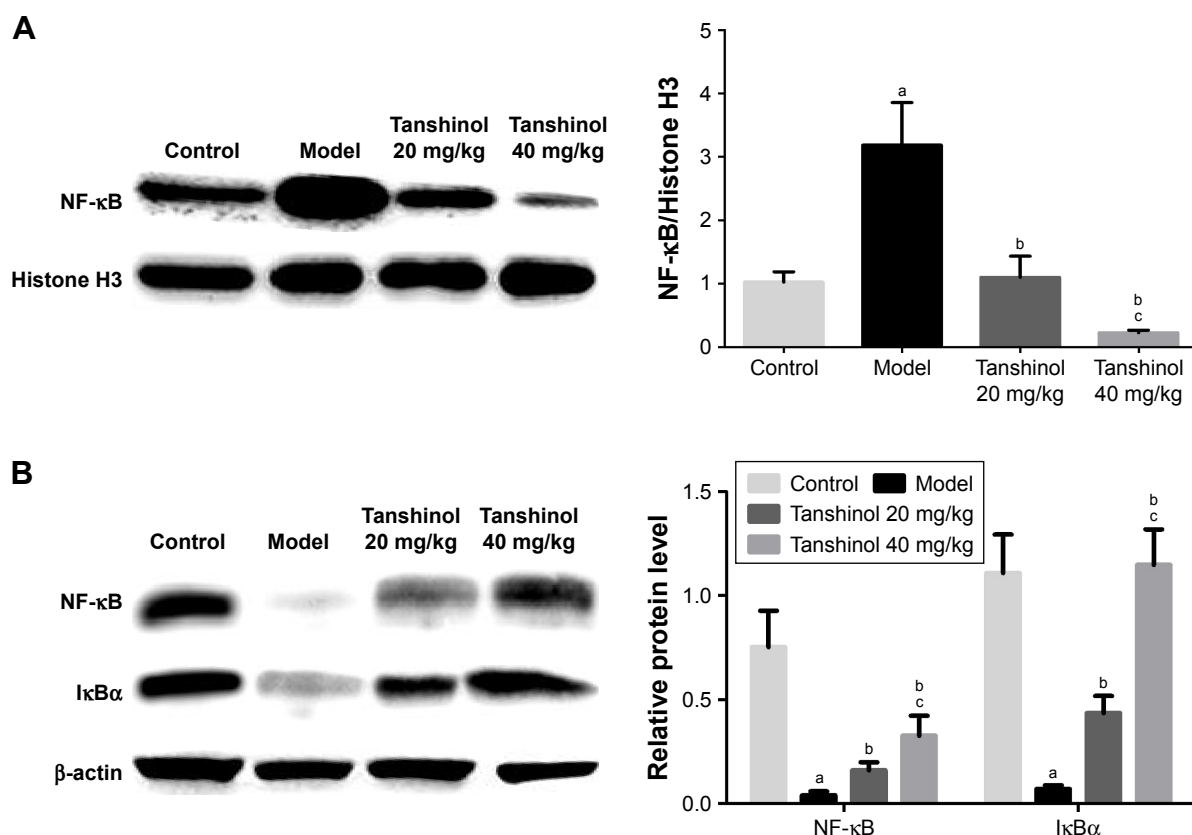 A
Control
Model
Tanshinol
20 mg/kg
Tanshinol
40 mg/kg
NF-κB
Histone H3
NF-κB/Histone H3
5
4
3
2
1
0
a
b
b
c
Control
Model
Tanshinol
20 mg/kg
Tanshinol
40 mg/kg
B
Control
Model
Tanshinol
20 mg/kg
Tanshinol
40 mg/kg
NF-κB
IκBα
β-actin
Control
Model
Tanshinol 20 mg/kg
Tanshinol 40 mg/kg
Relative protein level
1.5
1.0
0.5
0.0
a
b
b
c
a
b
b
c
NF-κB
IκBα